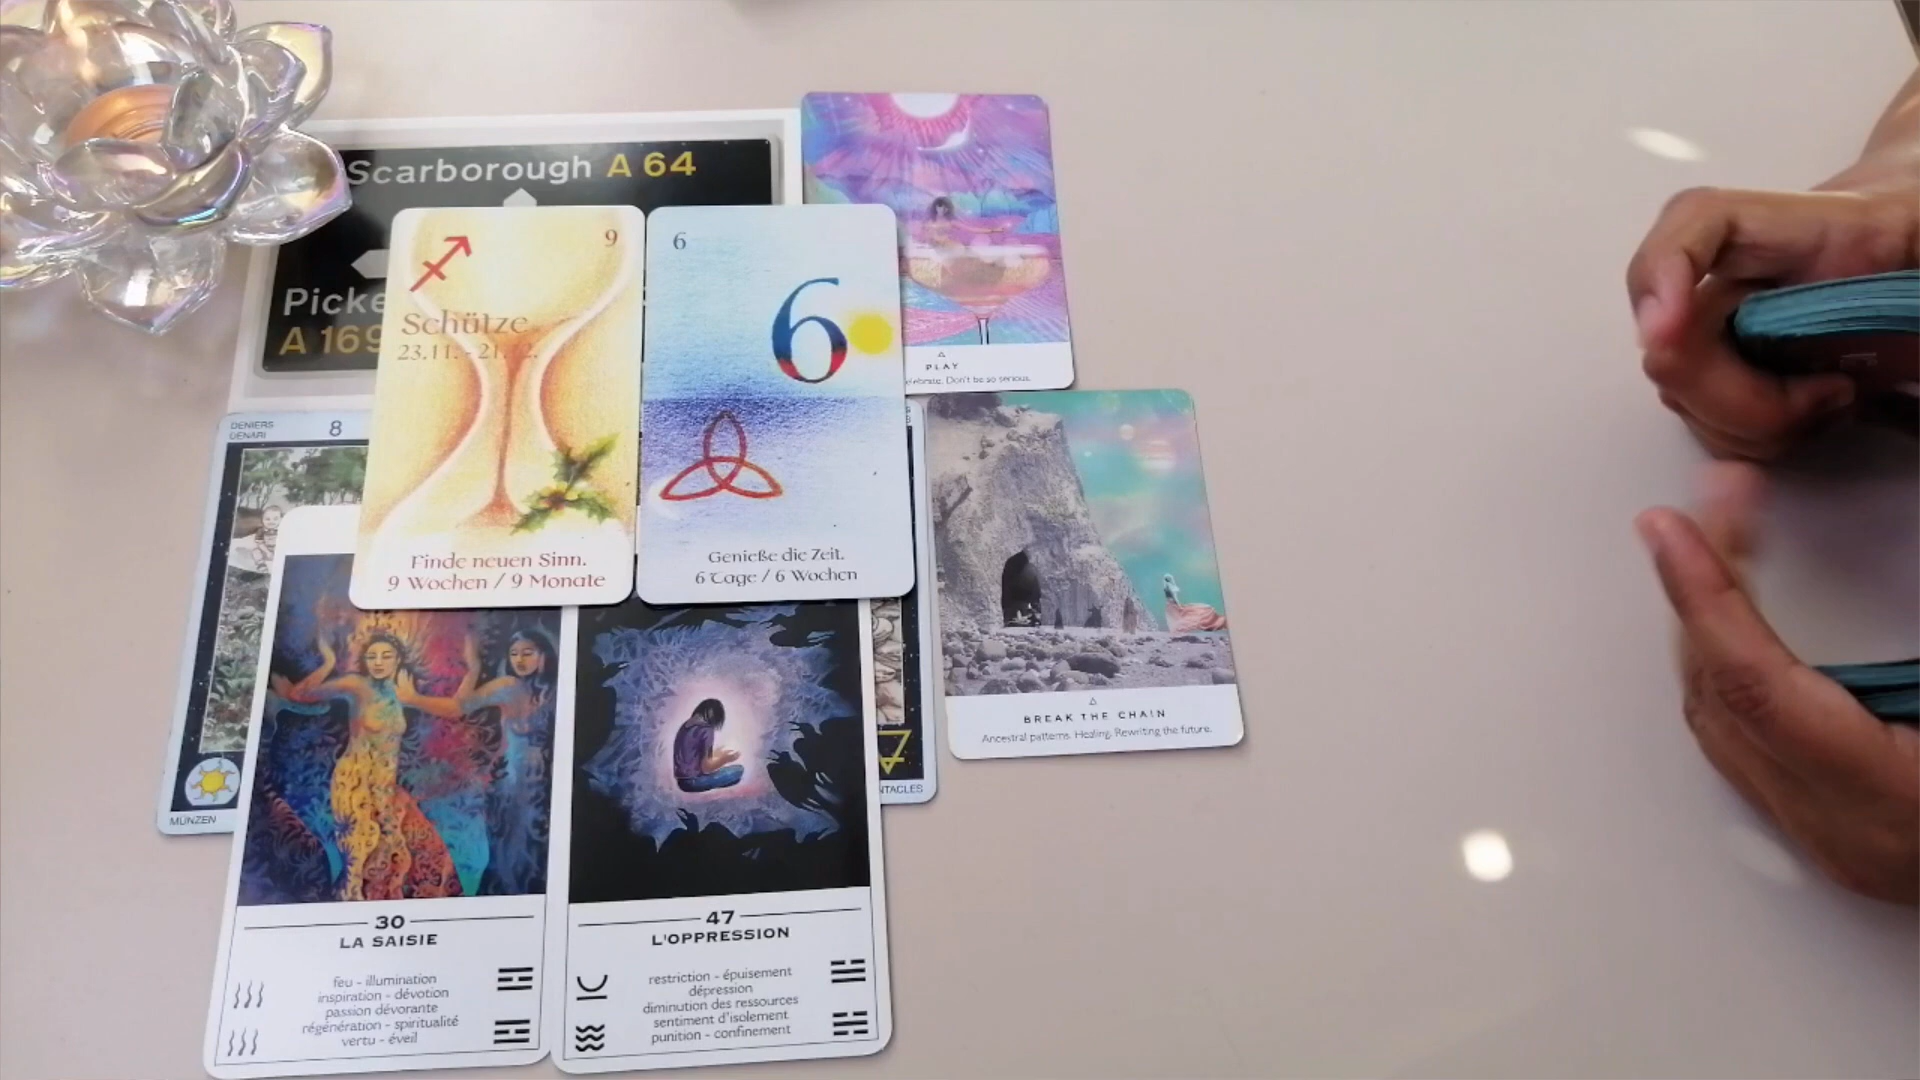 Scarborough A 64
Picke
A 169
9
Schütze
23.11. - 21.12.
Finde neuen Sinn.
9 Wochen / 9 Monate
6
6
Genieße die Zeit.
6 Tage / 6 Wochen
PLAY
Don't be so serious.
BREAK THE CHAIN
Ancestral patterns. Healing. Rewriting the future.
DENIERS
DENARI
8
MÜNZEN
NTACLES
30
LA SAISIE
feu - illumination
inspiration - dévotion
passion dévorante
régénération - spiritualité
vertu - éveil
47
L'OPPRESSION
restriction - épuisement
dépression
diminution des ressources
sentiment d'isolement
punition - confinement